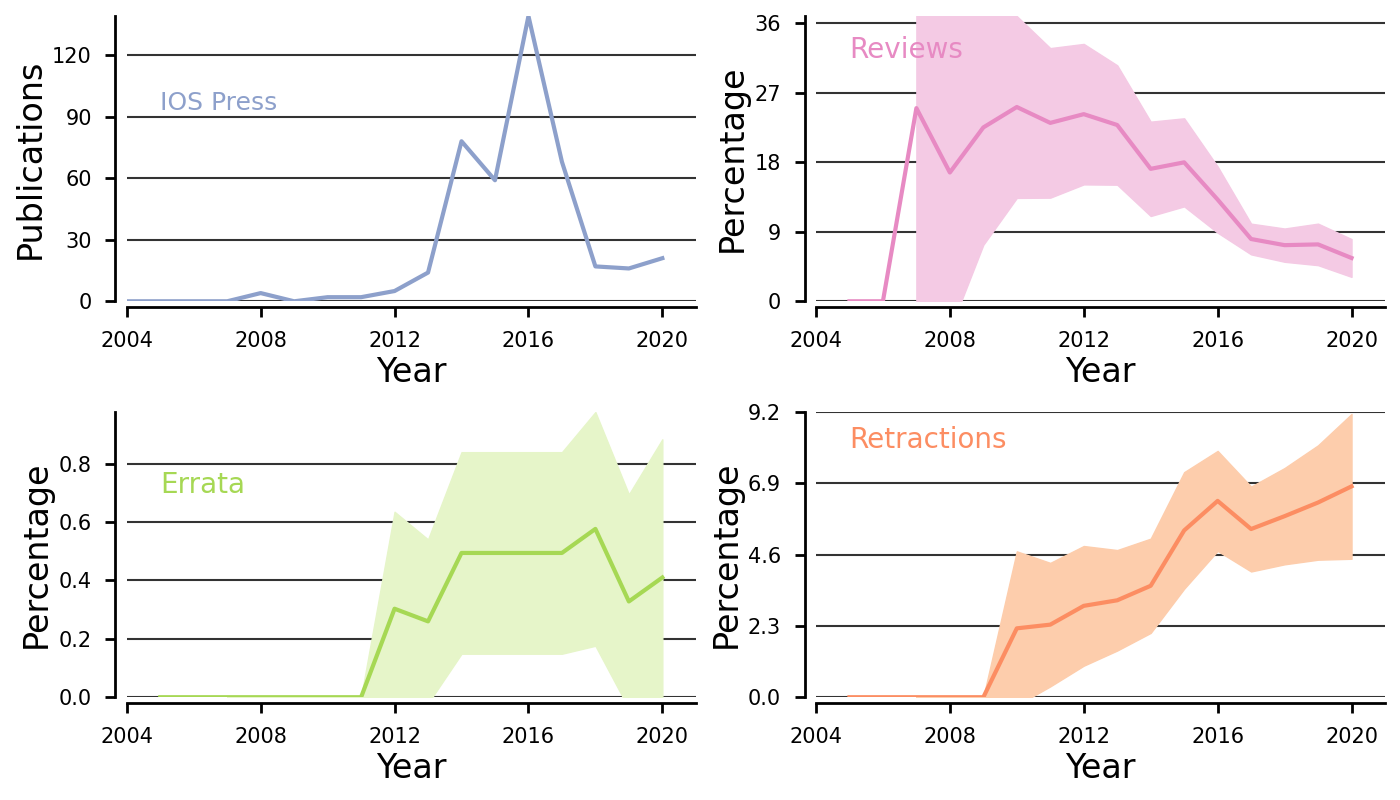 Publications
120
90
60
30
0
IOS Press
2004 2008 2012 2016 2020
Year
Percentage
36
27
18
9
0
Reviews
2004 2008 2012 2016 2020
Year
Percentage
0.8
0.6
0.4
0.2
0.0
Errata
2004 2008 2012 2016 2020
Year
Percentage
9.2
6.9
4.6
2.3
0.0
Retractions
2004 2008 2012 2016 2020
Year